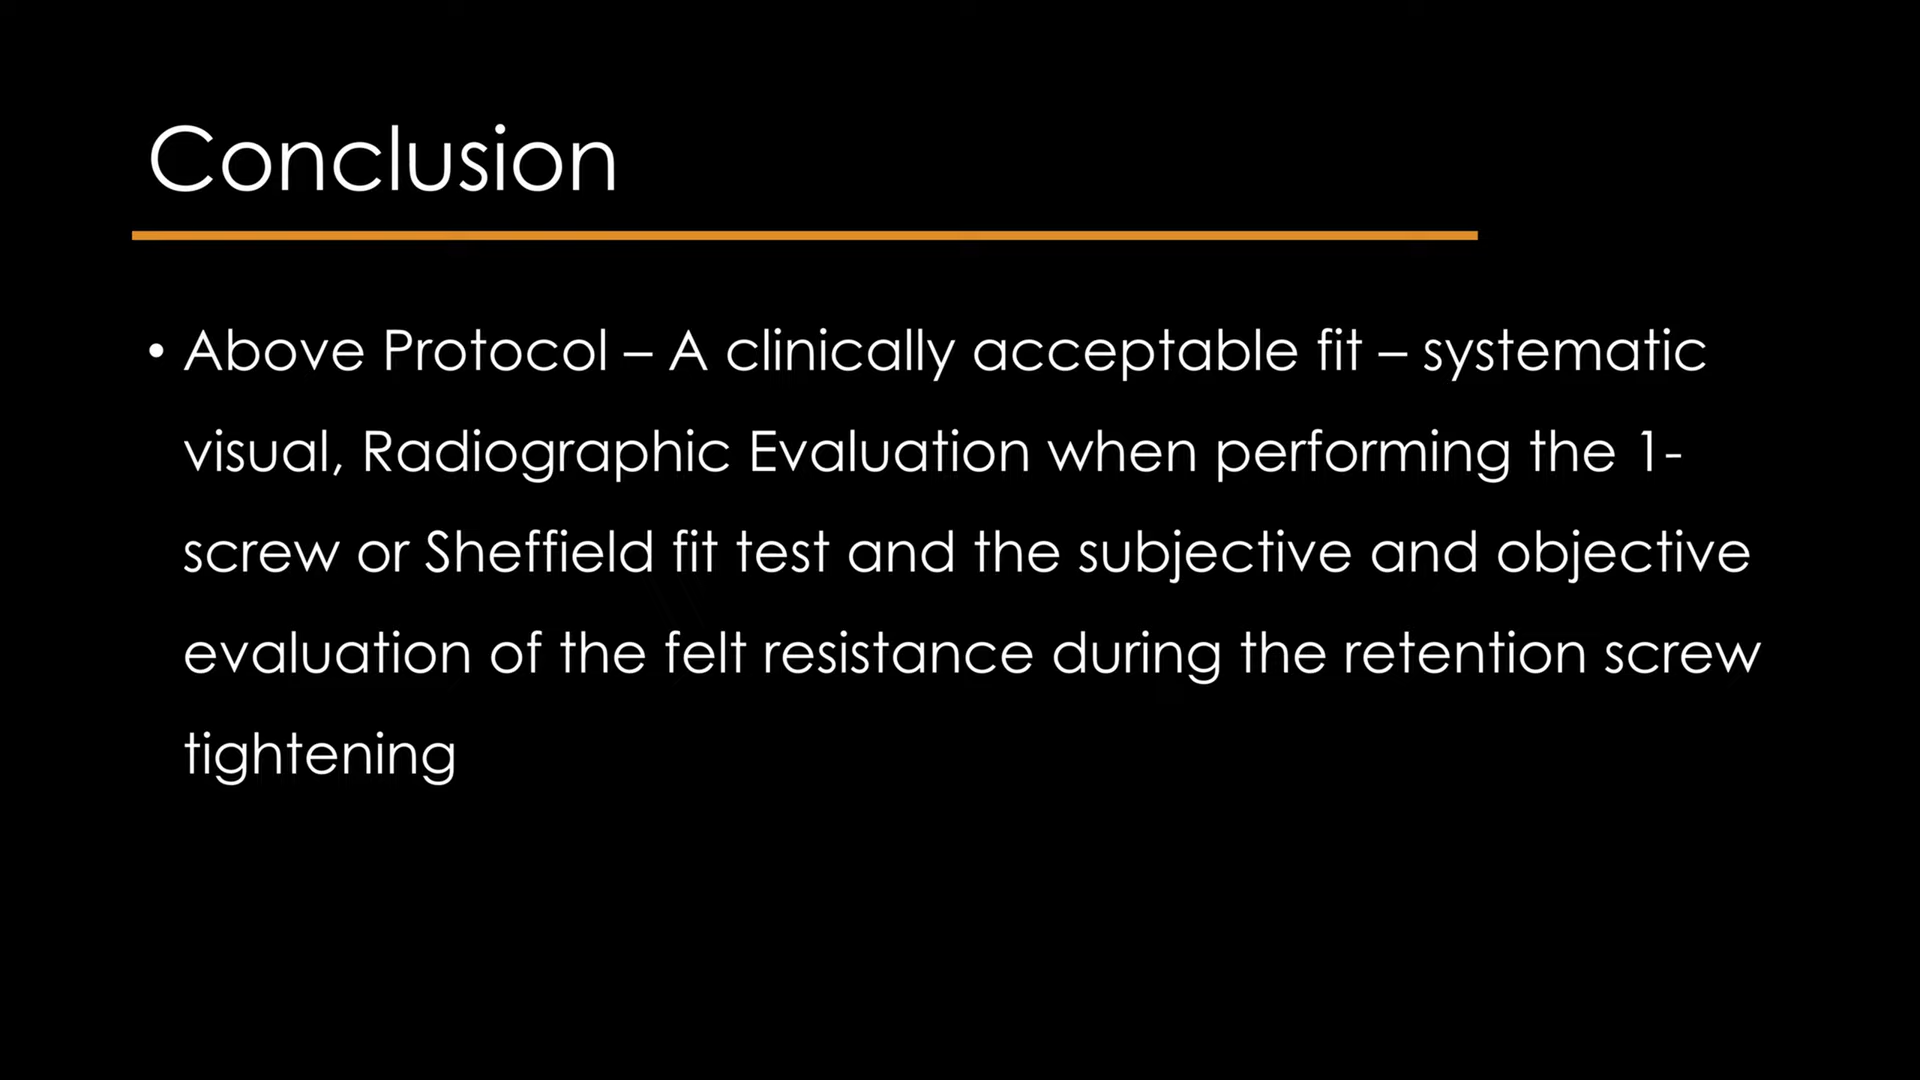 Conclusion
• Above Protocol – A clinically acceptable fit – systematic
visual, Radiographic Evaluation when performing the 1-
screw or Sheffield fit test and the subjective and objective
evaluation of the felt resistance during the retention screw
tightening